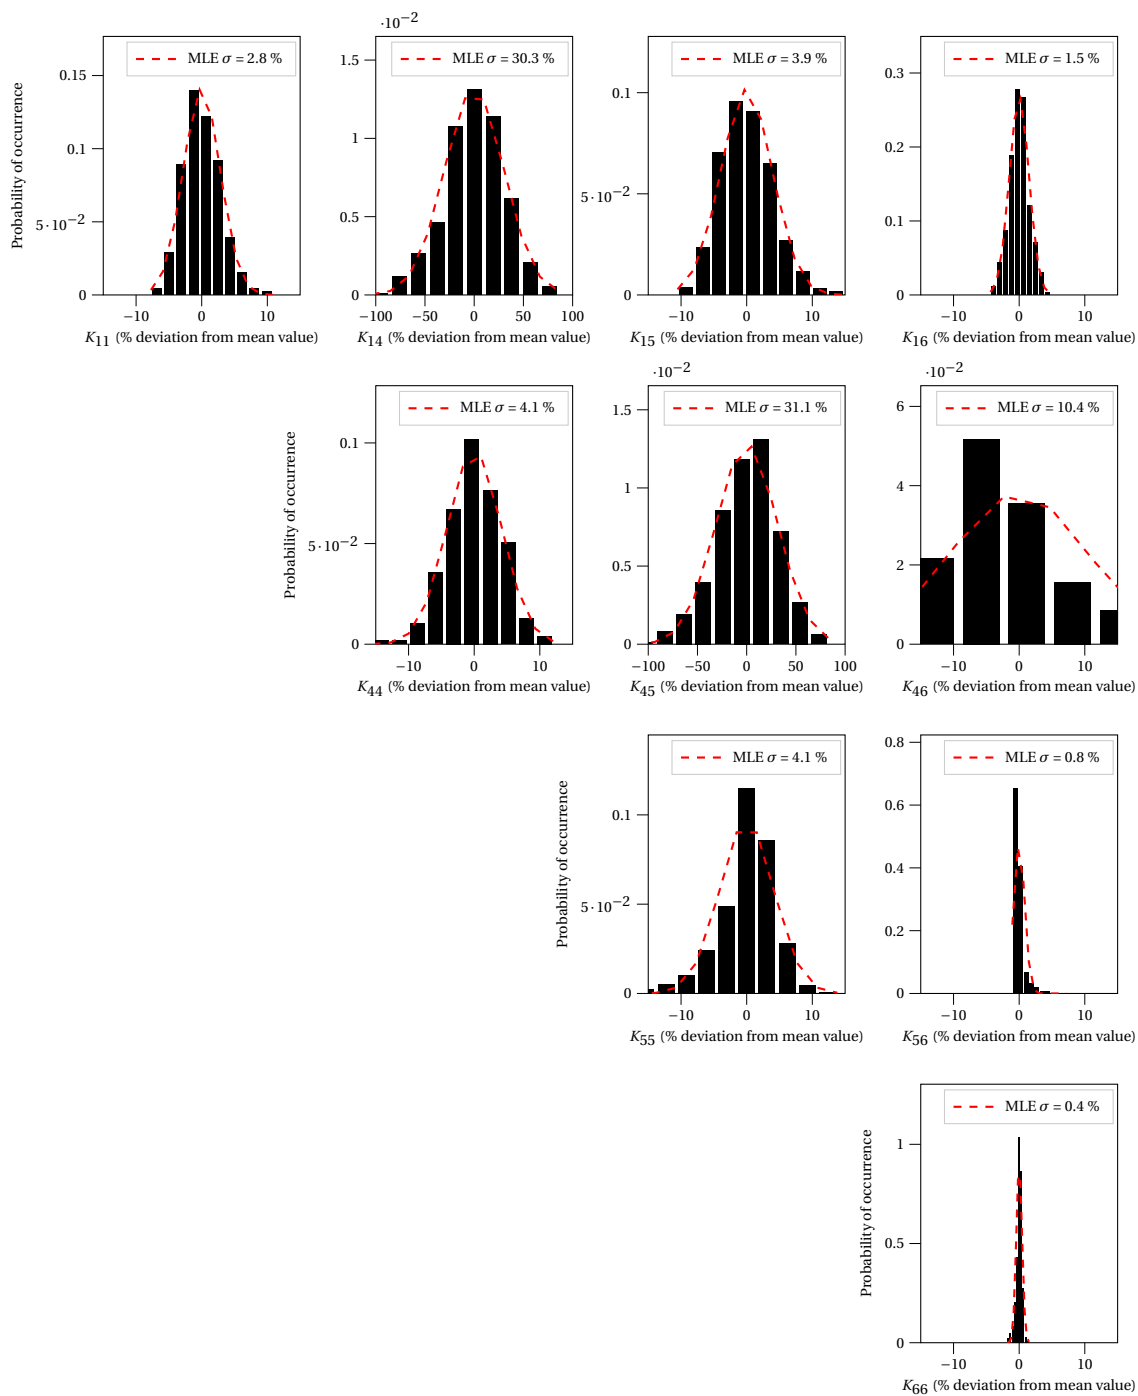 ·10−2
MLE σ = 2.8 %
MLE σ = 30.3 %
MLE σ = 3.9 %
MLE σ = 1.5 %
Probability of occurrence
0.15
0.1
5·10−2
0
1.5
1
0.5
0
0.1
5·10−2
0
0.3
0.2
0.1
0
−10 0 10
−100 −50 0 50 100
−10 0 10
−10 0 10
K11 (% deviation from mean value)
K14 (% deviation from mean value)
K15 (% deviation from mean value)
K16 (% deviation from mean value)
·10−2
·10−2
MLE σ = 4.1 %
MLE σ = 31.1 %
MLE σ = 10.4 %
Probability of occurrence
0.1
5·10−2
0
1.5
1
0.5
0
6
4
2
0
−10 0 10
−100 −50 0 50 100
−10 0 10
K44 (% deviation from mean value)
K45 (% deviation from mean value)
K46 (% deviation from mean value)
MLE σ = 4.1 %
MLE σ = 0.8 %
Probability of occurrence
0.1
5·10−2
0
0.8
0.6
0.4
0.2
0
−10 0 10
−10 0 10
K55 (% deviation from mean value)
K56 (% deviation from mean value)
MLE σ = 0.4 %
Probability of occurrence
1
0.5
0
−10 0 10
K66 (% deviation from mean value)